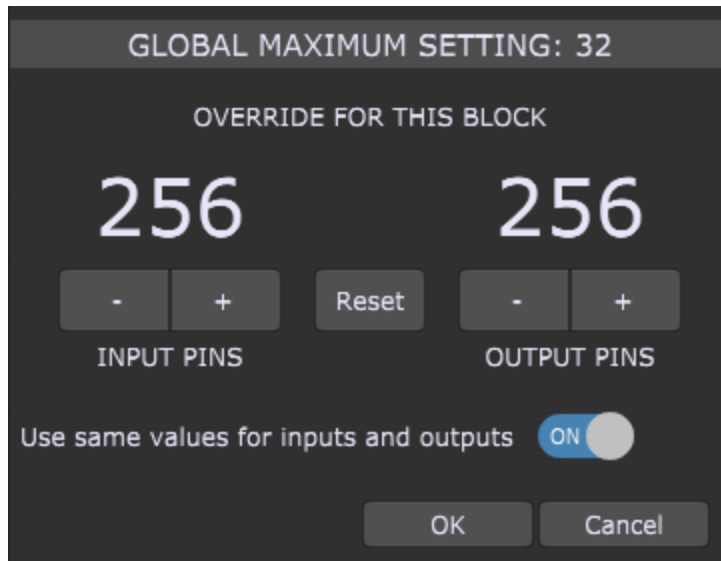 GLOBAL MAXIMUM SETTING: 32
OVERRIDE FOR THIS BLOCK
256 256
- + Reset - +
INPUT PINS OUTPUT PINS
Use same values for inputs and outputs ON
OK Cancel